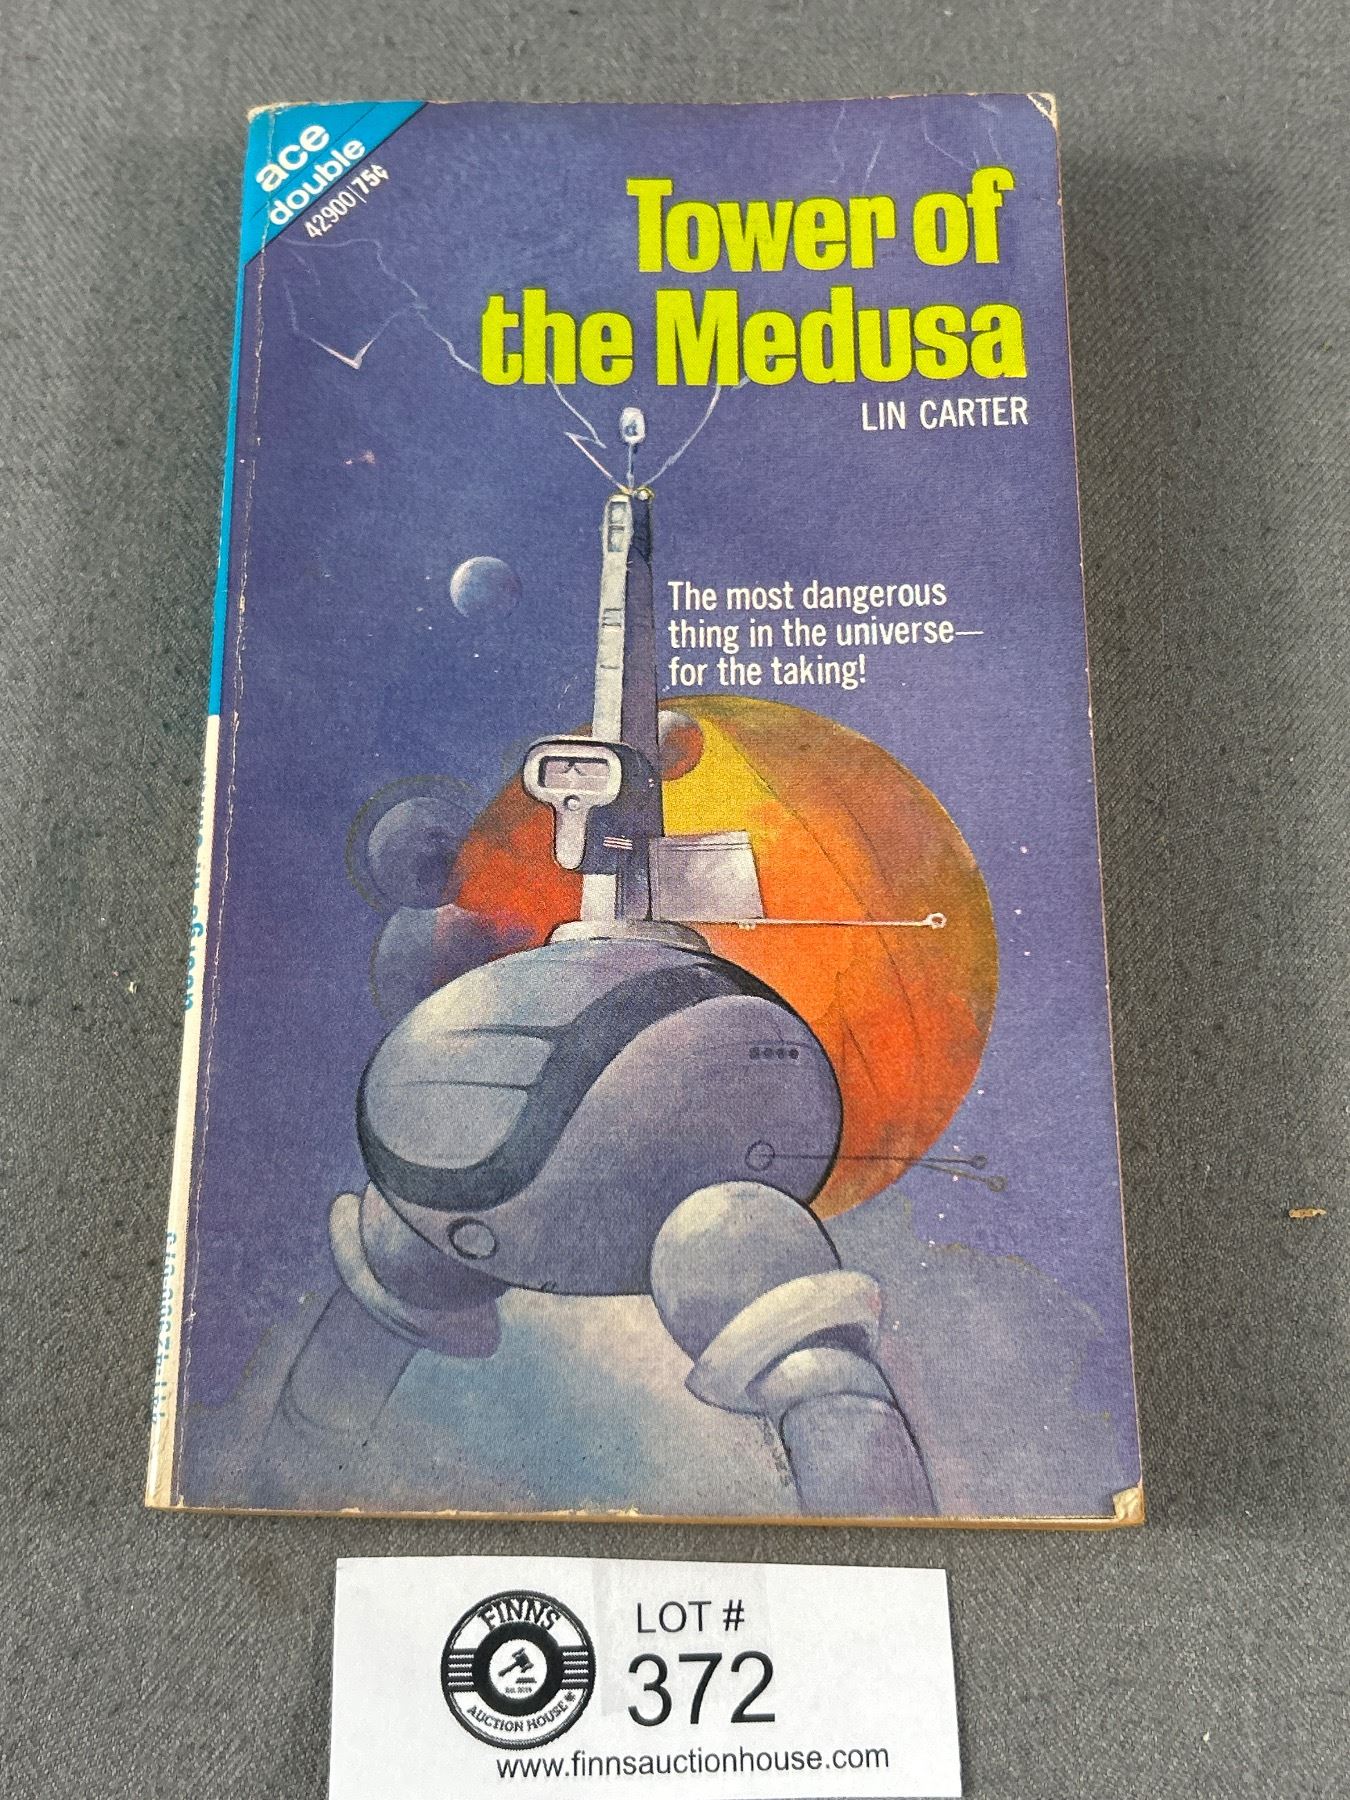 ace
double
42900|75¢
Tower of
the Medusa
LIN CARTER
The most dangerous
thing in the universe—
for the taking!
FINNS
AUCTION HOUSE
LOT #
372
www.finnsauctionhouse.com